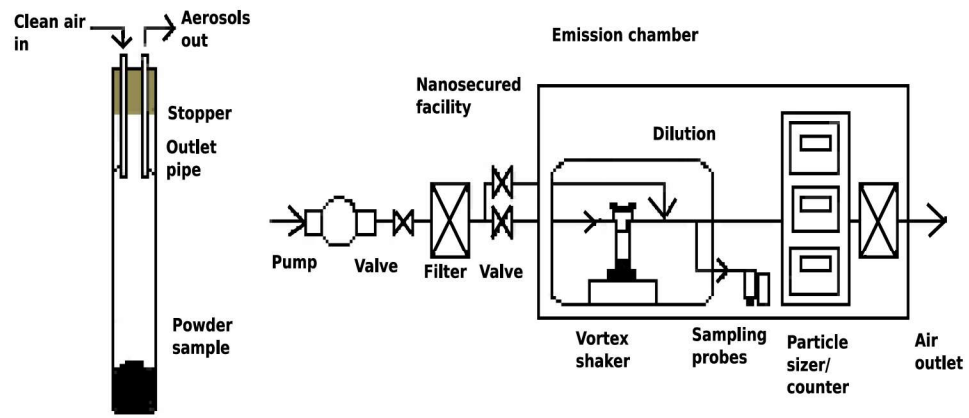 Clean air
in
Aerosols
out
Stopper
Outlet
pipe
Powder
sample
Emission chamber
Nanosecured
facility
Dilution
Pump
Valve
Filter
Valve
Vortex
shaker
Sampling
probes
Particle
sizer/
counter
Air
outlet